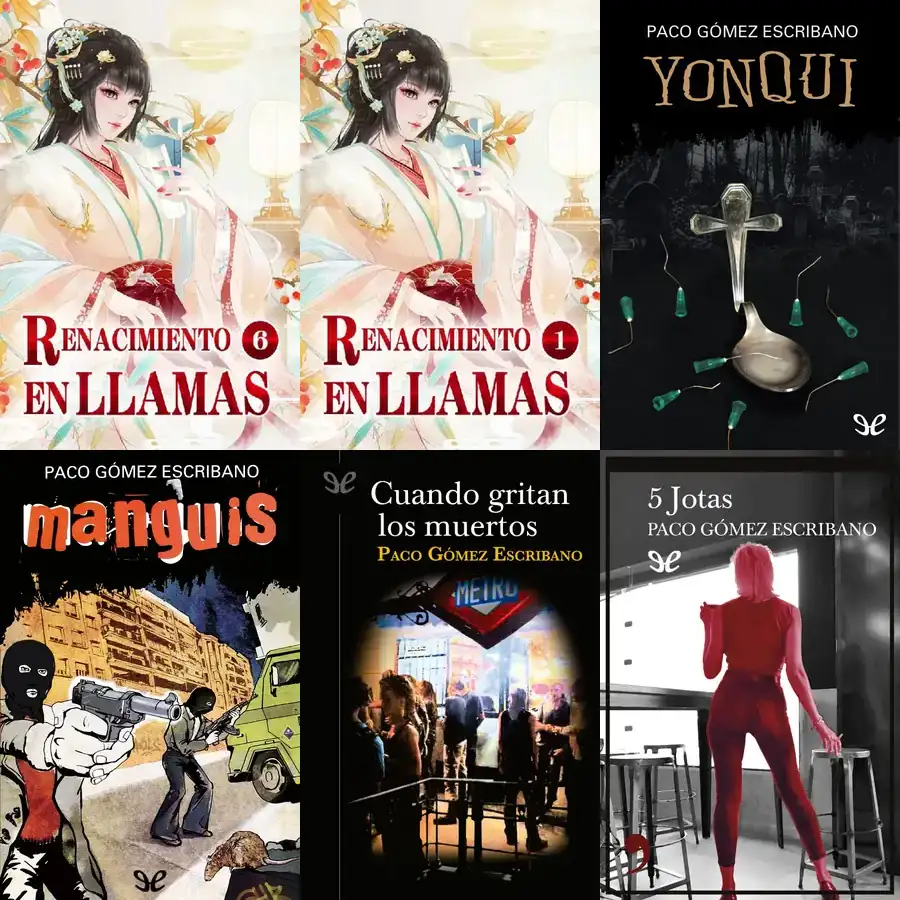 RENACIMIENTO 6
EN LLAMAS
RENACIMIENTO 1
EN LLAMAS
PACO GÓMEZ ESCRIBANO
YONQUI
PACO GÓMEZ ESCRIBANO
manguis
Cuando gritan
los muertos
PACO GÓMEZ ESCRIBANO
METRO
5 Jotas
PACO GÓMEZ ESCRIBANO